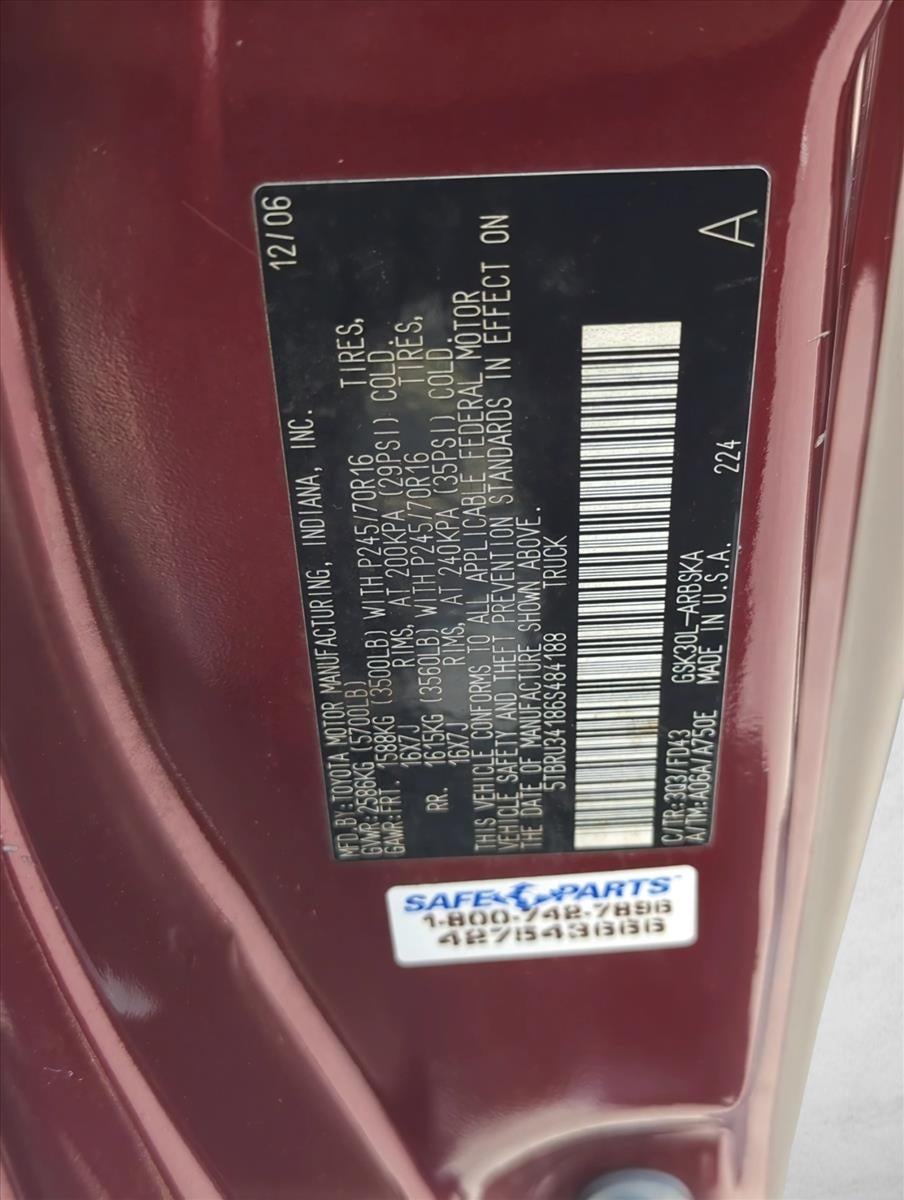 12/06
MFD.BY:TOYOTA MOTOR MANUFACTURING, INDIANA, INC.
GVWR:2586KG (5700LB)
GAWR:FRT 1588KG (3500LB) WITH P245/70R16 TIRES,
16X7J RIMS, AT 200KPA (29PSI) COLD
RR. 1615KG (3560LB) WITH P245/70R16 TIRES,
16X7J RIMS, AT 240KPA (35PSI) COLD
THIS VEHICLE CONFORMS TO ALL APPLICABLE FEDERAL MOTOR
VEHICLE SAFETY AND THEFT PREVENTION STANDARDS IN EFFECT ON
THE DATE OF MANUFACTURE SHOWN ABOVE.
5TBRU34186S484188 TRUCK
C/TR:3Q3/FD43 GSK30L-ARBSKA
A/TM:A06A/A750E MADE IN U.S.A. 224
A
SAFE PARTS
1-800-742-7896
427543666